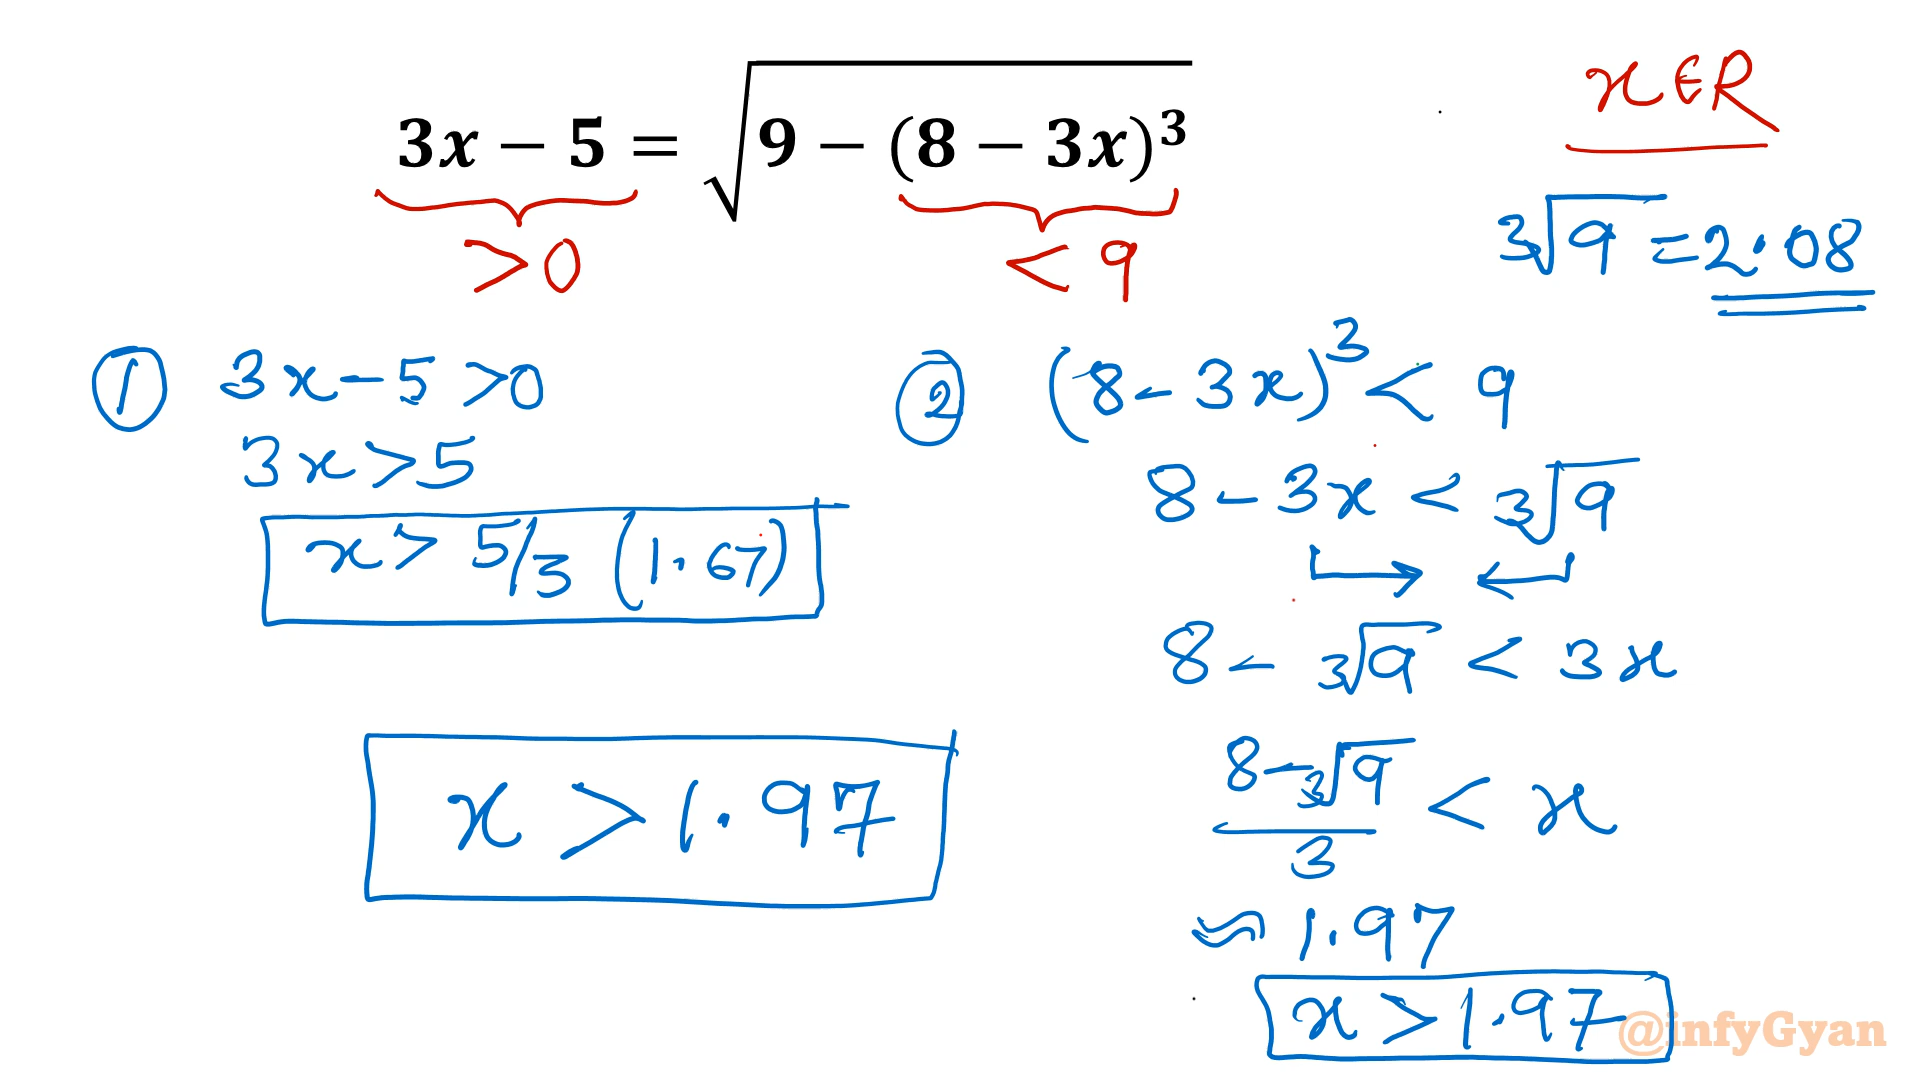 3x − 5 = √(9 − (8 − 3x)³)
x ∈ R
> 0
< 9
∛9 = 2.08
① 3x − 5 > 0
3x > 5
x > 5/3 (1.67)
② (8 − 3x)³ < 9
8 − 3x < ∛9
8 − ∛9 < 3x
(8 − ∛9)/3 < x
≈ 1.97
x > 1.97
x > 1.97
@infyGyan